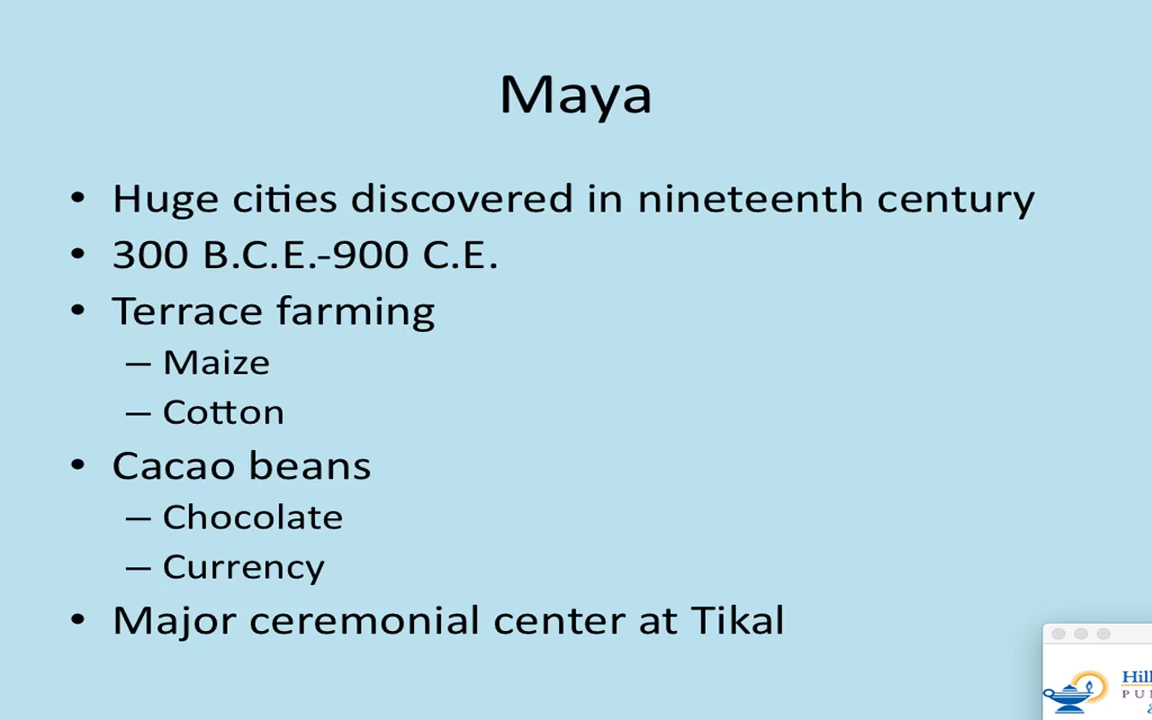 Maya
• Huge cities discovered in nineteenth century
• 300 B.C.E.-900 C.E.
• Terrace farming
– Maize
– Cotton
• Cacao beans
– Chocolate
– Currency
• Major ceremonial center at Tikal